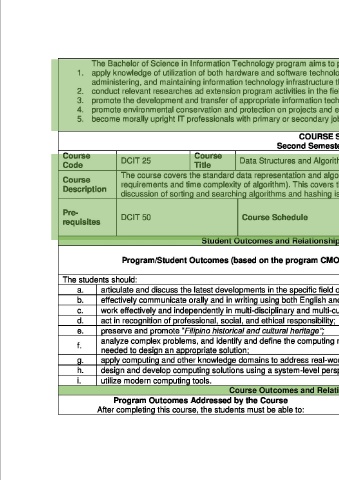 The Bachelor of Science in Information Technology program aims to p
1. apply knowledge of utilization of both hardware and software technolo
administering, and maintaining information technology infrastructure t
2. conduct relevant researches ad extension program activities in the fie
3. promote the development and transfer of appropriate information tech
4. promote environmental conservation and protection on projects and e
5. become morally upright IT professionals with primary or secondary job
COURSE S
Second Semeste
Course Code DCIT 25 Course Title Data Structures and Algorith
Course Description The course covers the standard data representation and algo
requirements and time complexity of algorithm). This covers t
discussion of sorting and searching algorithms and hashing is
Pre-requisites DCIT 50 Course Schedule
Student Outcomes and Relationship
Program/Student Outcomes (based on the program CMO
The students should:
a. articulate and discuss the latest developments in the specific field o
b. effectively communicate orally and in writing using both English and
c. work effectively and independently in multi-disciplinary and multi-cu
d. act in recognition of professional, social, and ethical responsibility;
e. preserve and promote "Filipino historical and cultural heritage";
f. analyze complex problems, and identify and define the computing r
needed to design an appropriate solution;
g. apply computing and other knowledge domains to address real-wo
h. design and develop computing solutions using a system-level persp
i. utilize modern computing tools.
Course Outcomes and Relatio
Program Outcomes Addressed by the Course
After completing this course, the students must be able to: